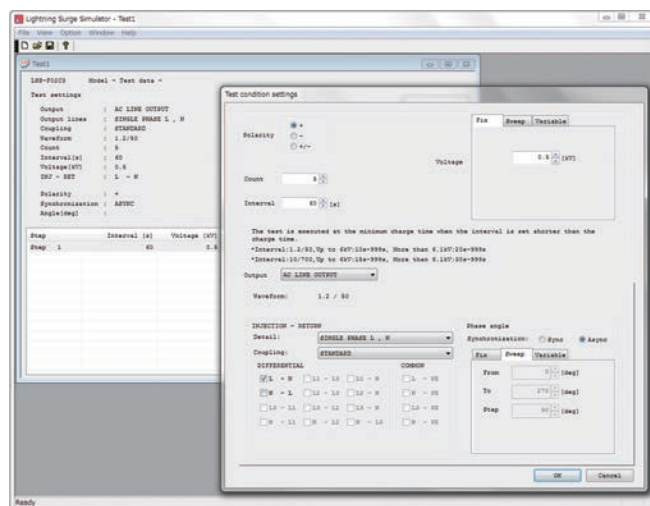 Lightning Surge Simulator - Test1
File View Option Window Help
Test1
Model - Test data -
Test settings
Output : AC LINE OUTPUT
Output lines : SINGLE PHASE L , N
Coupling : STANDARD
Waveform : 1.2/50
Count : 5
Interval[s] : 60
Voltage[kV] : 0.5
INJ - RET : L - N
Polarity : +
Synchronization : ASYNC
Angle[deg] :
Step Interval [s] Voltage [kV]
Step 1 60 0.5
Ready
Test condition settings
Polarity
+
-
+/-
Count 5
Interval 60 [s]
Fix Sweep Variable
Voltage 0.5 [kV]
The test is executed at the minimum charge time when the interval is set shorter than the
charge time.
*Interval:1.2/50,Up to 6kV:10s-999s, More than 6.1kV:20s-999s
*Interval:10/700,Up to 6kV:15s-999s, More than 6.1kV:20s-999s
Output AC LINE OUTPUT
Waveform: 1.2 / 50
INJECTION - RETURN
Detail: SINGLE PHASE L , N
Coupling: STANDARD
DIFFERENTIAL COMMON
L - N L1 - L2 L1 - N L - PE
N - L
Phase angle
Synchronization: Sync Async
Fix Sweep Variable
From 0 [deg]
To 270 [deg]
Step 90 [deg]
OK Cancel